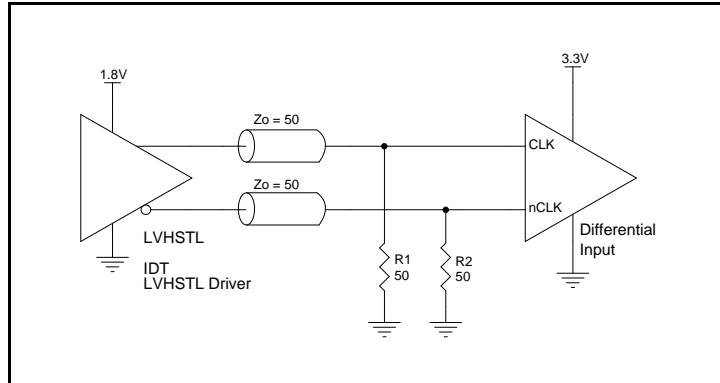 1.8V
3.3V
Zo = 50
CLK
Zo = 50
nCLK
LVHSTL
Differential
Input
IDT
LVHSTL Driver
R1
50
R2
50